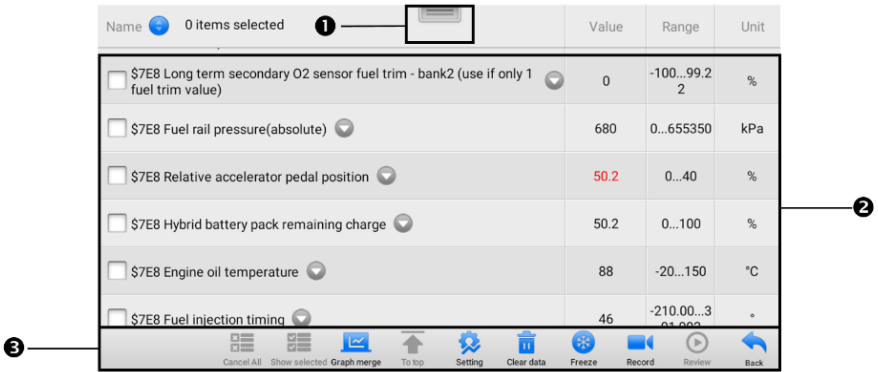 Name 0 items selected ❶ Value Range Unit
$7E8 Long term secondary O2 sensor fuel trim - bank2 (use if only 1
fuel trim value) 0 -100...99.2
2 %
$7E8 Fuel rail pressure(absolute) 680 0...655350 kPa
$7E8 Relative accelerator pedal position 50.2 0...40 %
❷
$7E8 Hybrid battery pack remaining charge 50.2 0...100 %
$7E8 Engine oil temperature 88 -20...150 °C
$7E8 Fuel injection timing 46 -210.00...3 °
❸
Cancel All Show selected Graph merge To top Setting Clear data Freeze Record Review Back